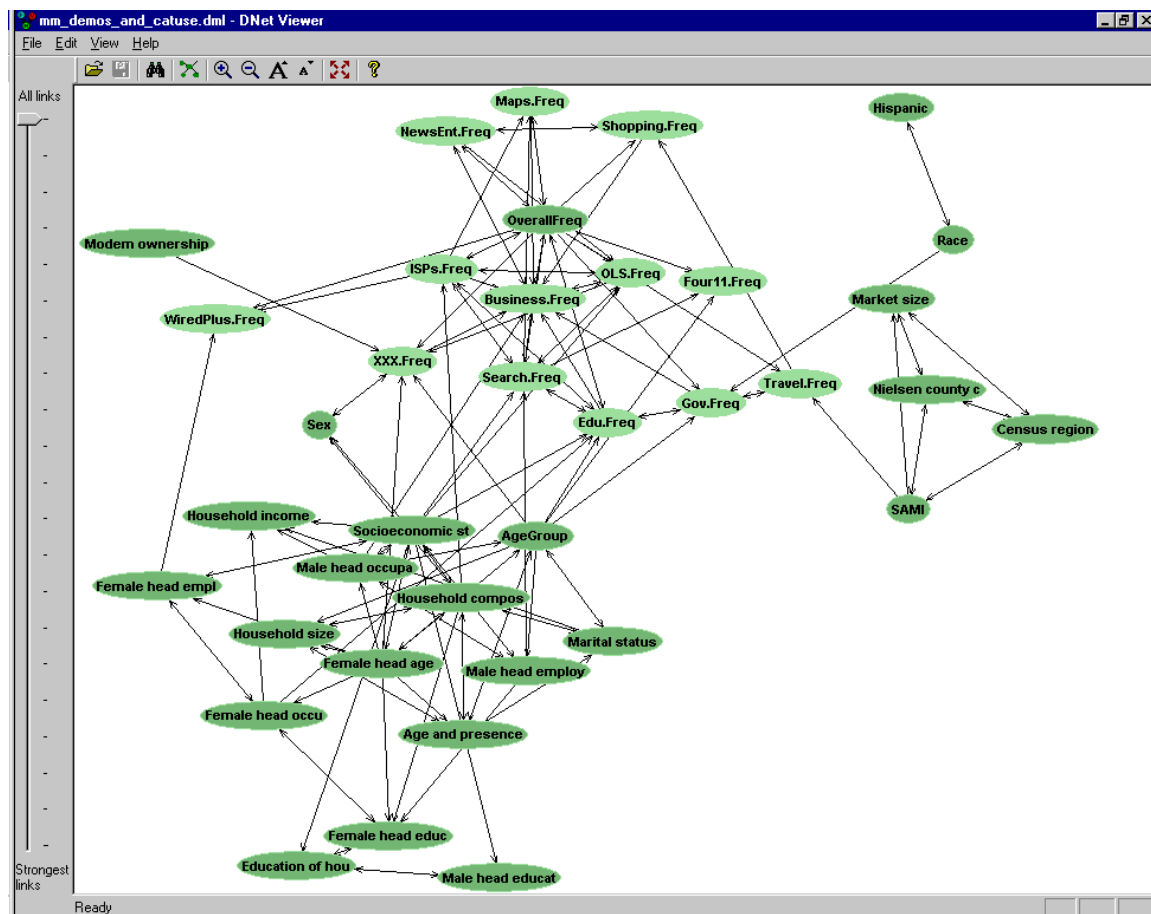 mm_demos_and_catuse.dml - DNet Viewer
File Edit View Help
All links
Maps.Freq
Hispanic
NewsEnt.Freq
Shopping.Freq
OverallFreq
Modem ownership
Race
ISPs.Freq
OLS.Freq
Four11.Freq
Business.Freq
Market size
WiredPlus.Freq
XXX.Freq
Search.Freq
Travel.Freq
Nielsen county c
Gov.Freq
Sex
Edu.Freq
Census region
SAMI
Household income
Socioeconomic st
AgeGroup
Male head occupa
Female head empl
Household compos
Household size
Marital status
Female head age
Male head employ
Female head occu
Age and presence
Female head educ
Education of hou
Male head educat
Strongest
links
Ready